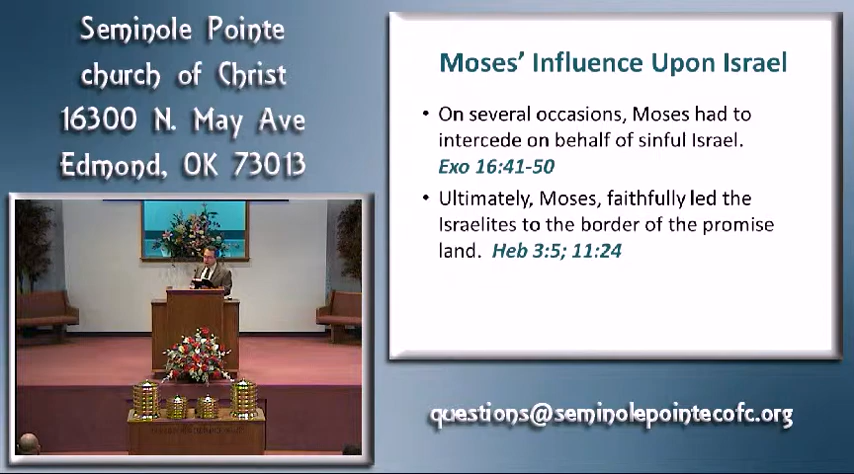 Seminole Pointe
church of Christ
16300 N. May Ave
Edmond, OK 73013
Moses' Influence Upon Israel
• On several occasions, Moses had to
intercede on behalf of sinful Israel.
Exo 16:41-50
• Ultimately, Moses, faithfully led the
Israelites to the border of the promise
land. Heb 3:5; 11:24
questions@seminolepointecofc.org